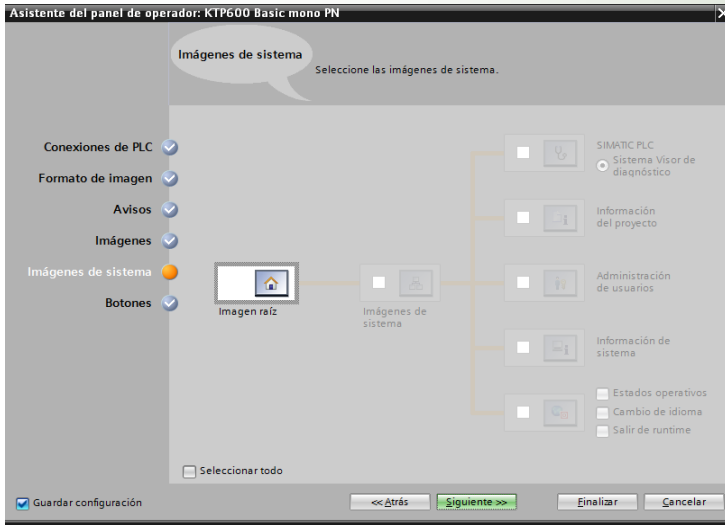 Asistente del panel de operador: KTP600 Basic mono PN
Imágenes de sistema
Seleccione las imágenes de sistema.
Conexiones de PLC
Formato de imagen
Avisos
Imágenes
Imágenes de sistema
Botones
Imagen raíz
Imágenes de
sistema
SIMATIC PLC
Sistema Visor de
diagnóstico
Información
del proyecto
Administración
de usuarios
Información de
sistema
Estados operativos
Cambio de idioma
Salir de runtime
Seleccionar todo
Guardar configuración
<< Atrás
Siguiente >>
Finalizar
Cancelar